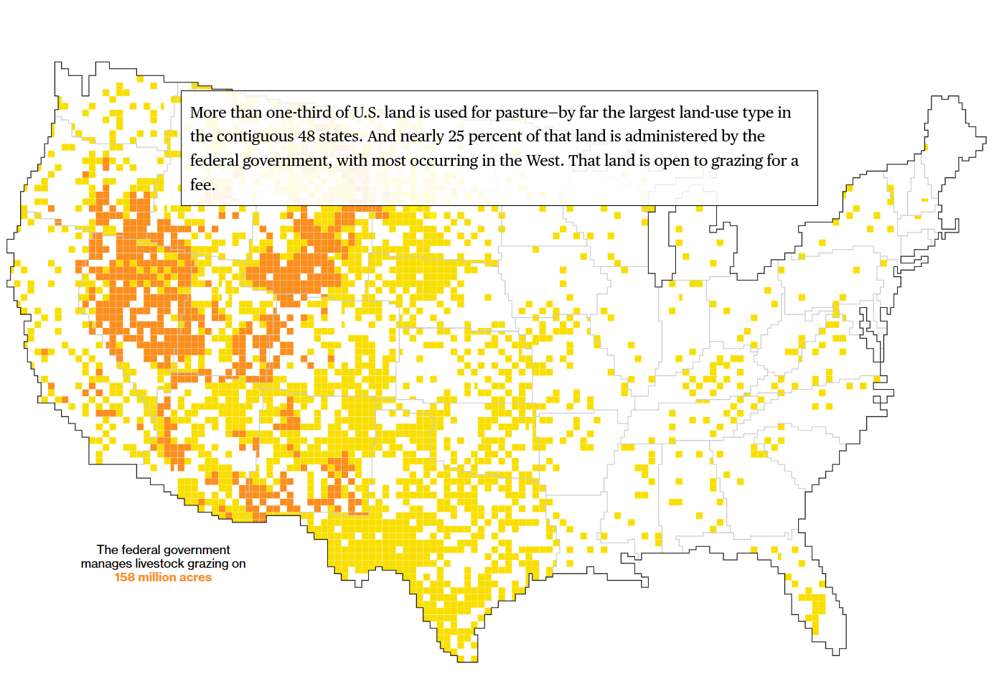 More than one-third of U.S. land is used for pasture—by far the largest land-use type in
the contiguous 48 states. And nearly 25 percent of that land is administered by the
federal government, with most occurring in the West. That land is open to grazing for a
fee.
The federal government
manages livestock grazing on
158 million acres